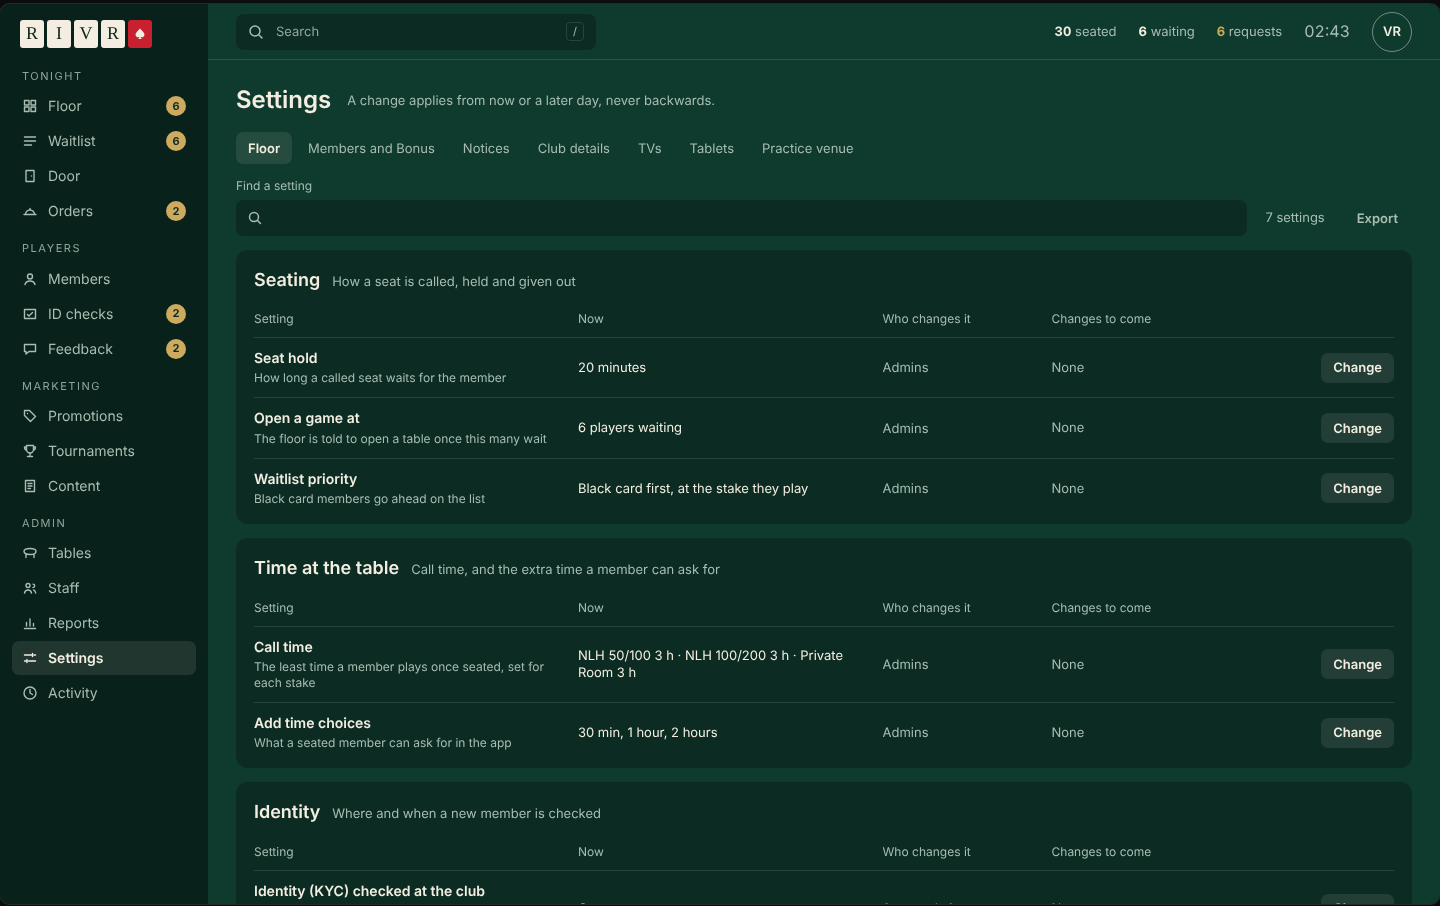 RIVR
Search
/
30 seated
6 waiting
6 requests
02:43
VR
TONIGHT
Floor 6
Waitlist 6
Door
Orders 2
PLAYERS
Members
ID checks 2
Feedback 2
MARKETING
Promotions
Tournaments
Content
ADMIN
Tables
Staff
Reports
Settings
Activity
Settings A change applies from now or a later day, never backwards.
Floor Members and Bonus Notices Club details TVs Tablets Practice venue
Find a setting
7 settings Export
Seating How a seat is called, held and given out
Setting Now Who changes it Changes to come
Seat hold
How long a called seat waits for the member
20 minutes Admins None Change
Open a game at
The floor is told to open a table once this many wait
6 players waiting Admins None Change
Waitlist priority
Black card members go ahead on the list
Black card first, at the stake they play Admins None Change
Time at the table Call time, and the extra time a member can ask for
Setting Now Who changes it Changes to come
Call time
The least time a member plays once seated, set for
each stake
NLH 50/100 3 h · NLH 100/200 3 h · Private
Room 3 h
Admins None Change
Add time choices
What a seated member can ask for in the app
30 min, 1 hour, 2 hours Admins None Change
Identity Where and when a new member is checked
Setting Now Who changes it Changes to come
Identity (KYC) checked at the club